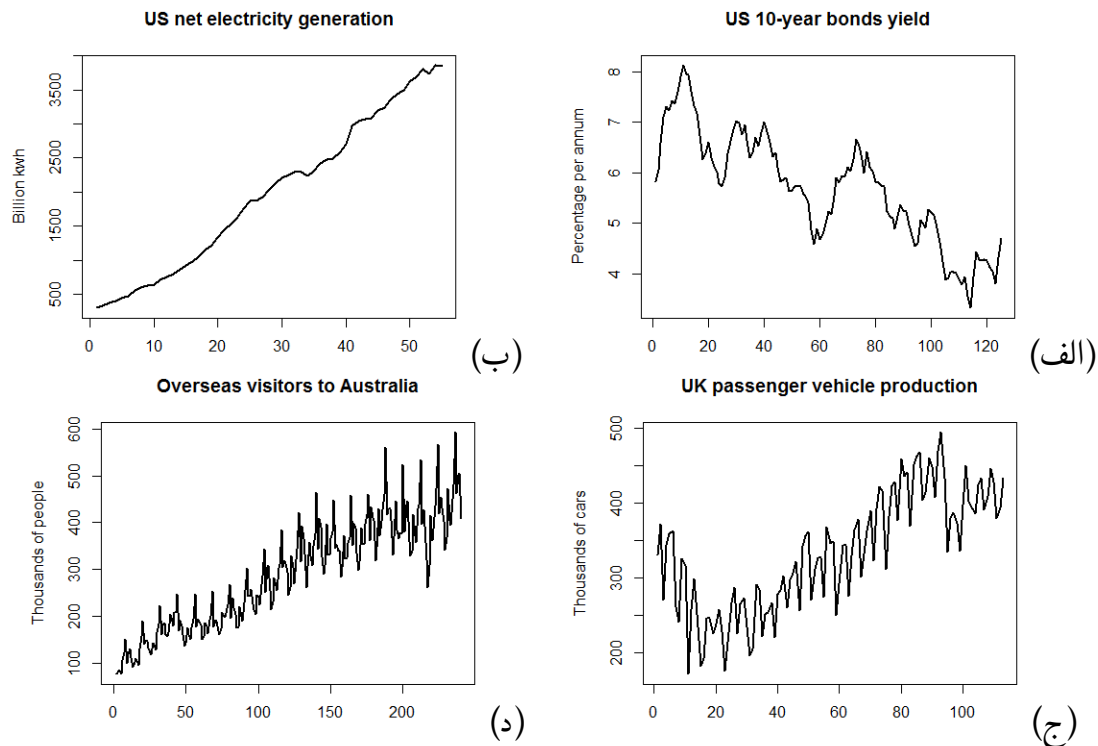 US net electricity generation
Billion kwh
500 1500 2500 3500
0 10 20 30 40 50
(ب)
US 10-year bonds yield
Percentage per annum
4 5 6 7 8
0 20 40 60 80 100 120
(الف)
Overseas visitors to Australia
Thousands of people
100 200 300 400 500 600
0 50 100 150 200
(د)
UK passenger vehicle production
Thousands of cars
200 300 400 500
0 20 40 60 80 100
(ج)